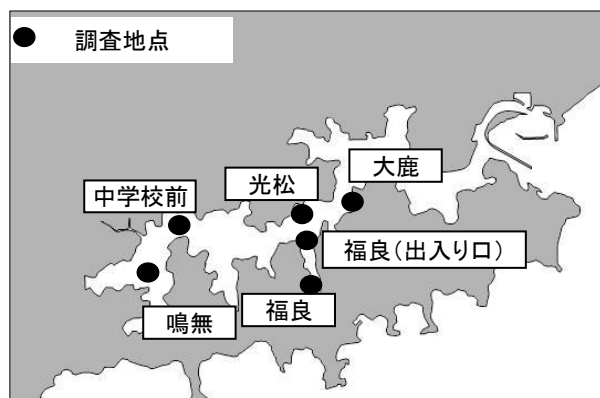 調査地点
大鹿
光松
中学校前
福良（出入り口）
福良
鳴無